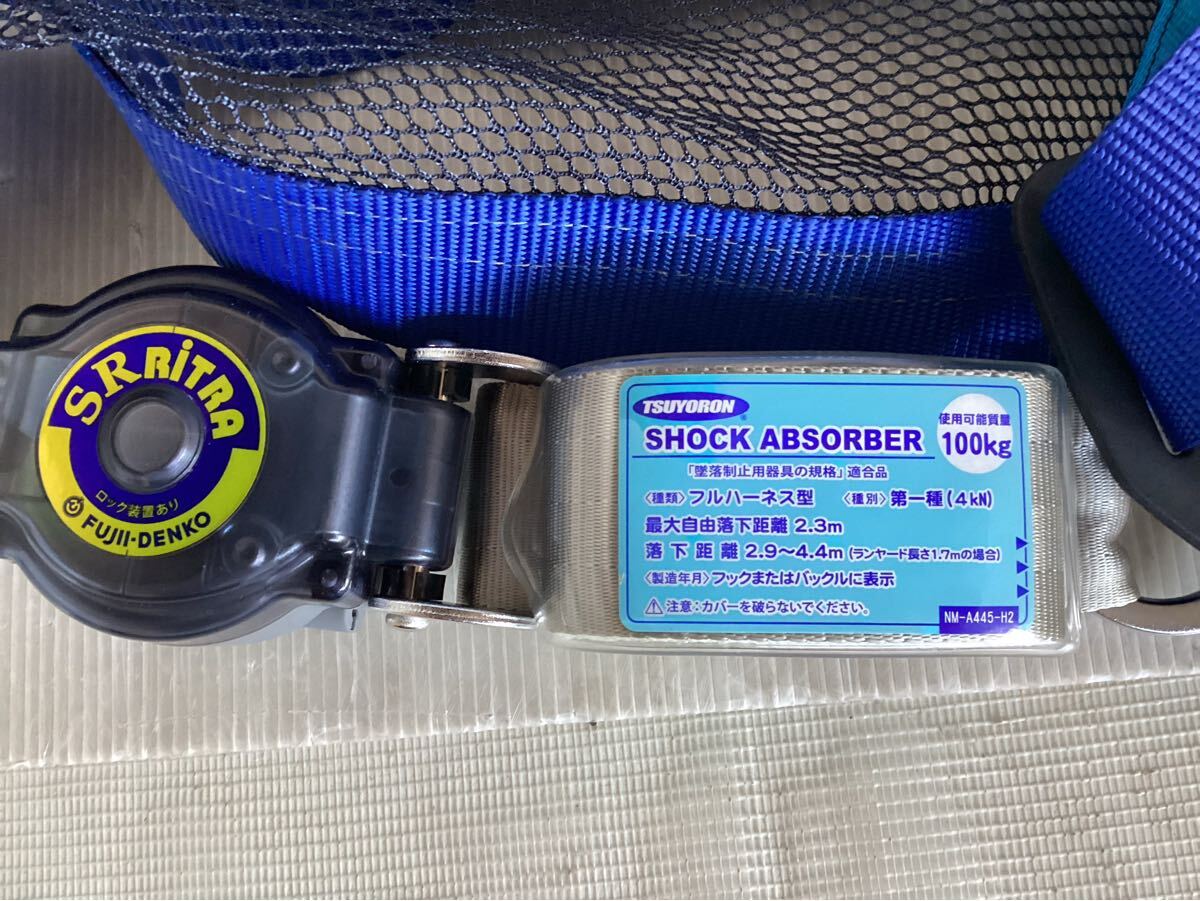 SR RiTRA
ロック装置あり
FUJII-DENKO
TSUYORON
SHOCK ABSORBER
使用可能質量
100kg
「墜落制止用器具の規格」適合品
〈種類〉フルハーネス型 〈種別〉第一種(4kN)
最大自由落下距離 2.3m
落下距離 2.9〜4.4m (ランヤード長さ1.7mの場合)
〈製造年月〉フックまたはバックルに表示
⚠注意:カバーを破らないでください。
NM-A445-H2